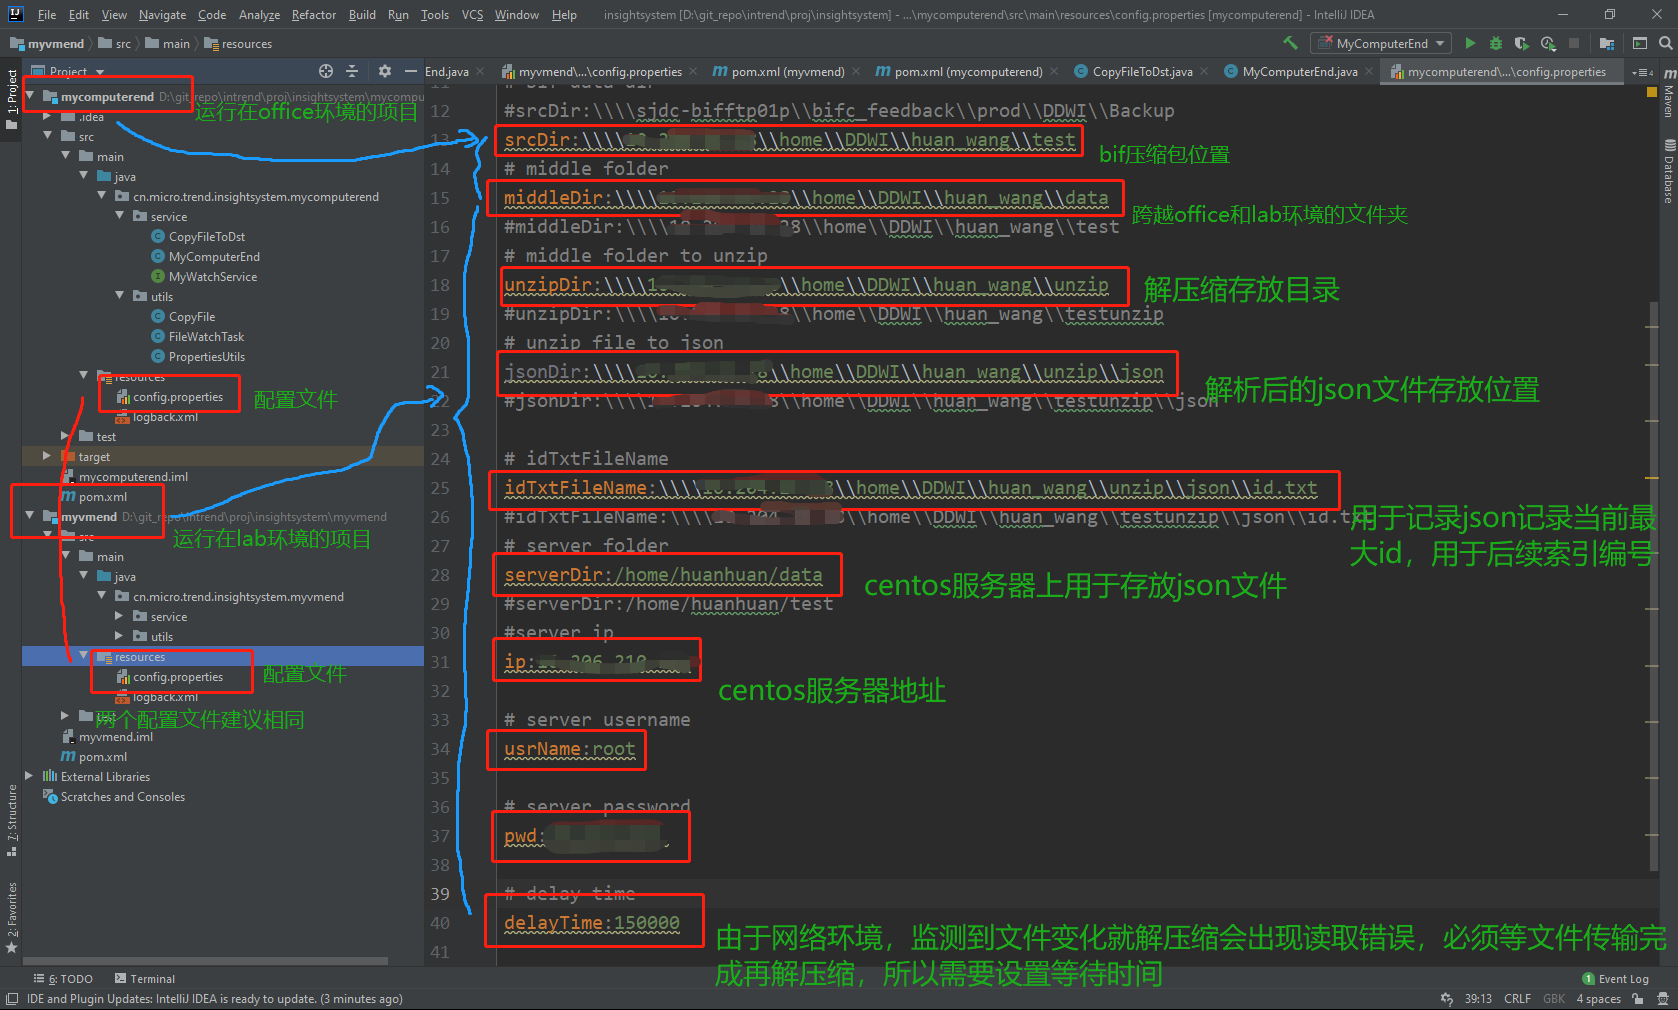 File Edit View Navigate Code Analyze Refactor Build Run Tools VCS Window Help insightsystem [D:\git_repo\intrend\proj\insightsystem] - ...\mycomputerend\src\main\resources\config.properties [mycomputerend] - IntelliJ IDEA
myvmend src main resources MyComputerEnd
Project
End.java myvmend\...\config.properties pom.xml (myvmend) pom.xml (mycomputerend) CopyFileToDst.java MyComputerEnd.java mycomputerend\...\config.properties
1: Project
7: Structure
2: Favorites
Maven
Database
mycomputerend D:\git_repo\intrend\proj\insightsystem\mycompu
运行在office环境的项目
.idea
src
main
java
cn.micro.trend.insightsystem.mycomputerend
service
CopyFileToDst
MyComputerEnd
MyWatchService
utils
CopyFile
FileWatchTask
PropertiesUtils
resources
config.properties
配置文件
logback.xml
test
target
mycomputerend.iml
pom.xml
myvmend D:\git_repo\intrend\proj\insightsystem\myvmend
运行在lab环境的项目
src
main
java
cn.micro.trend.insightsystem.myvmend
service
utils
resources
config.properties
配置文件
logback.xml
两个配置文件建议相同
myvmend.iml
pom.xml
External Libraries
Scratches and Consoles
11 # bif data dir
12 #srcDir:\\\\sjdc-bifftp01p\\bifc_feedback\\prod\\DDWI\\Backup
13 srcDir:\\\\ \\home\\DDWI\\huan_wang\\test
bif压缩包位置
14 # middle folder
15 middleDir:\\\\ \\home\\DDWI\\huan_wang\\data
跨越office和lab环境的文件夹
16 #middleDir:\\\\ 8\\home\\DDWI\\huan_wang\\test
17 # middle folder to unzip
18 unzipDir:\\\\1 \\home\\DDWI\\huan_wang\\unzip
解压缩存放目录
19 #unzipDir:\\\\ 8\\home\\DDWI\\huan_wang\\testunzip
20 # unzip file to json
21 jsonDir:\\\\ \\home\\DDWI\\huan_wang\\unzip\\json
解析后的json文件存放位置
22 #jsonDir:\\\\ 8\\home\\DDWI\\huan_wang\\testunzip\\json
23
24 # idTxtFileName
25 idTxtFileName:\\\\ \\home\\DDWI\\huan_wang\\unzip\\json\\id.txt
26 #idTxtFileName:\\\\ \\home\\DDWI\\huan_wang\\testunzip\\json\\id.txt
用于记录json记录当前最
大id，用于后续索引编号
27 # server folder
28 serverDir:/home/huanhuan/data
centos服务器上用于存放json文件
29 #serverDir:/home/huanhuan/test
30 #server ip
31 ip: 206.210
centos服务器地址
32
33 # server username
34 usrName:root
35
36 # server password
37 pwd:
38
39 # delay time
40 delayTime:150000
由于网络环境，监测到文件变化就解压缩会出现读取错误，必须等文件传输完
成再解压缩，所以需要设置等待时间
41
6: TODO Terminal 1 Event Log
IDE and Plugin Updates: IntelliJ IDEA is ready to update. (3 minutes ago) 39:13 CRLF GBK 4 spaces